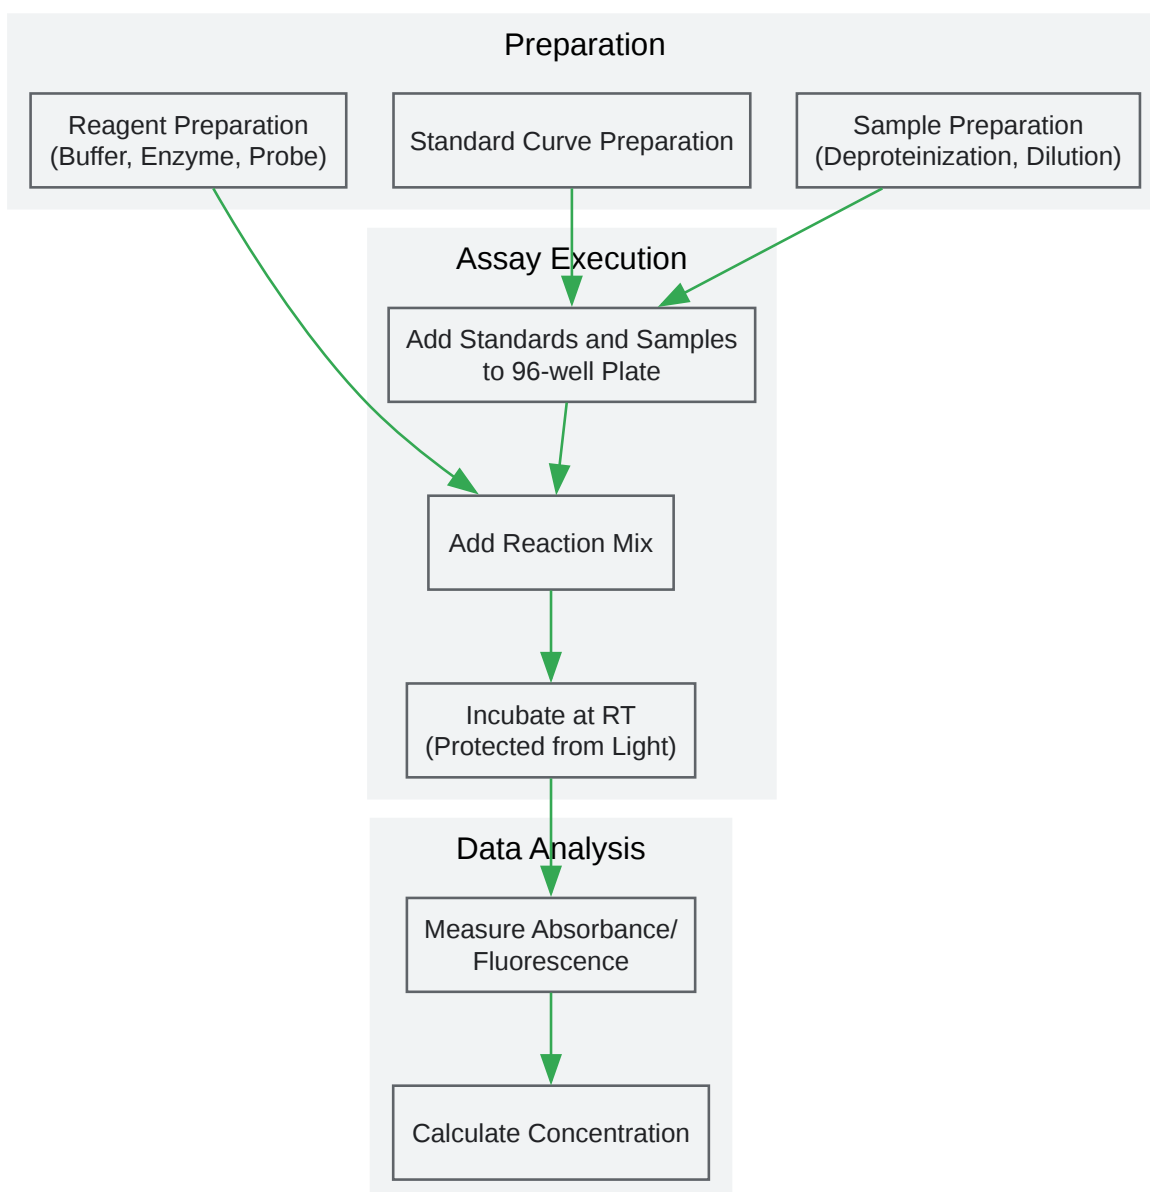 Preparation
Reagent Preparation
(Buffer, Enzyme, Probe)
Standard Curve Preparation
Sample Preparation
(Deproteinization, Dilution)
Assay Execution
Add Standards and Samples
to 96-well Plate
Add Reaction Mix
Incubate at RT
(Protected from Light)
Data Analysis
Measure Absorbance/
Fluorescence
Calculate Concentration